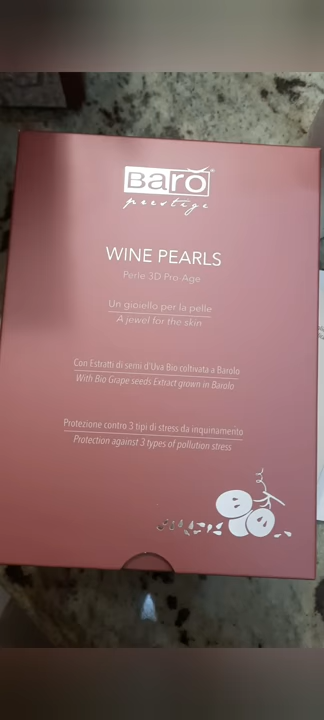 Barò®
perstige
WINE PEARLS
Perle 3D Pro Age
Un gioiello per la pelle
A jewel for the skin
Con Estratti di semi d'Uva Bio coltivata a Barolo
With Bio Grape seeds Extract grown in Barolo
Protezione contro 3 tipi di stress da inquinamento
Protection against 3 types of pollution stress